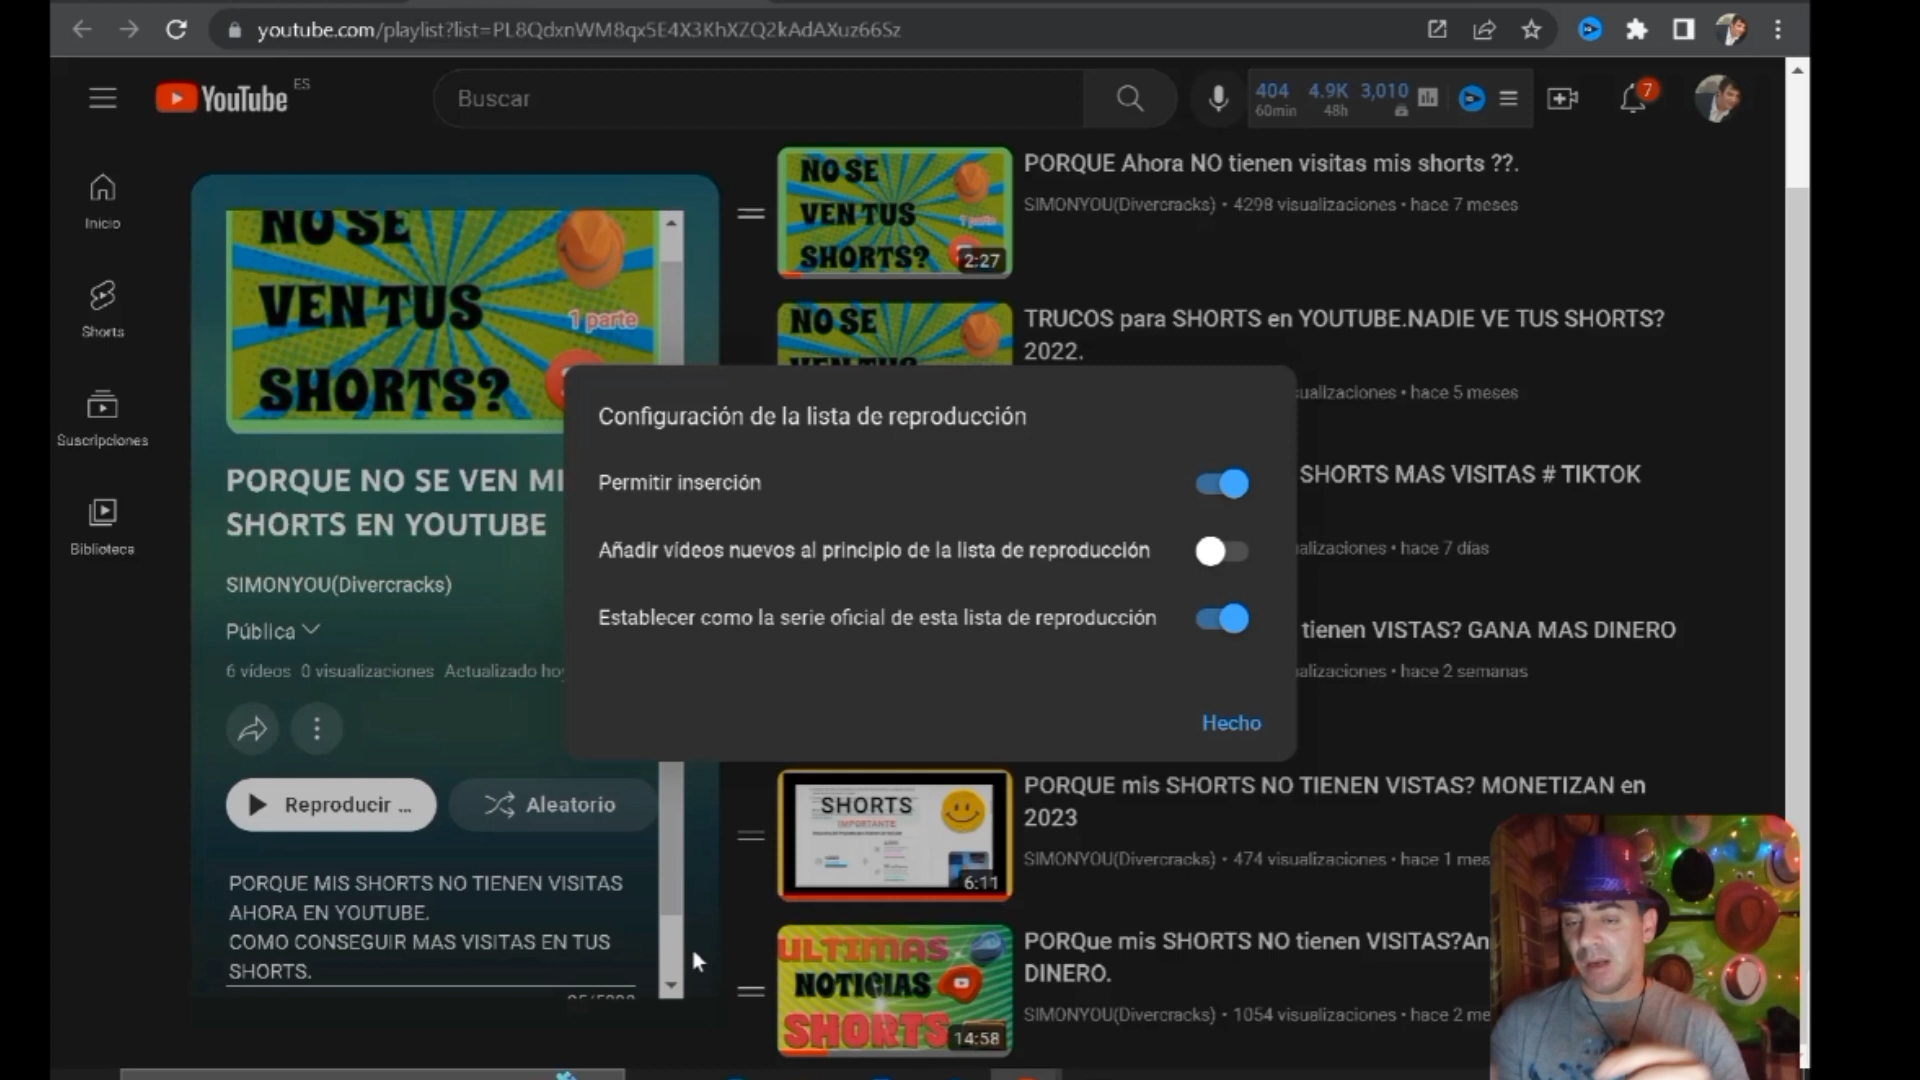 youtube.com/playlist?list=PL8QdxnWM8qx5E4X3KhXZQ2kAdAXuz66Sz
YouTube ES
Buscar
404 4.9K 3,010
60min 48h
7
Inicio
Shorts
Suscripciones
Biblioteca
NO SE
VEN TUS
1 parte
SHORTS?
PORQUE NO SE VEN MI
SHORTS EN YOUTUBE
SIMONYOU(Divercracks)
Pública
6 vídeos 0 visualizaciones Actualizado hoy
Reproducir ...
Aleatorio
PORQUE MIS SHORTS NO TIENEN VISITAS
AHORA EN YOUTUBE.
COMO CONSEGUIR MAS VISITAS EN TUS
SHORTS.
NO SE
VEN TUS
1 parte
SHORTS?
2:27
PORQUE Ahora NO tienen visitas mis shorts ??.
SIMONYOU(Divercracks) • 4298 visualizaciones • hace 7 meses
NO SE
VEN TUS
TRUCOS para SHORTS en YOUTUBE.NADIE VE TUS SHORTS?
2022.
ualizaciones • hace 5 meses
Configuración de la lista de reproducción
Permitir inserción
Añadir vídeos nuevos al principio de la lista de reproducción
Establecer como la serie oficial de esta lista de reproducción
Hecho
SHORTS MAS VISITAS # TIKTOK
alizaciones • hace 7 días
tienen VISTAS? GANA MAS DINERO
alizaciones • hace 2 semanas
SHORTS
IMPORTANTE
6:11
PORQUE mis SHORTS NO TIENEN VISTAS? MONETIZAN en
2023
SIMONYOU(Divercracks) • 474 visualizaciones • hace 1 mes
ULTIMAS
NOTICIAS
SHORTS
14:58
PORQue mis SHORTS NO tienen VISITAS?An
DINERO.
SIMONYOU(Divercracks) • 1054 visualizaciones • hace 2 me